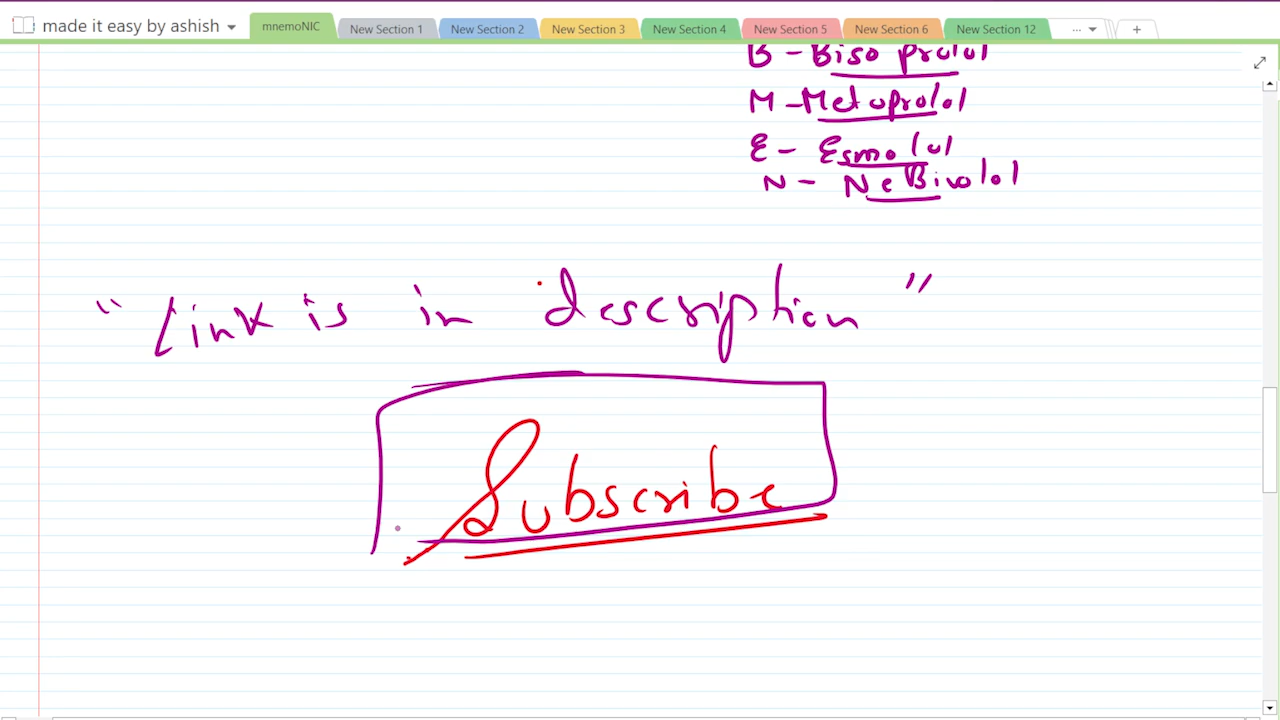 made it easy by ashish
mnemoNIC
New Section 1
New Section 2
New Section 3
New Section 4
New Section 5
New Section 6
New Section 12
B - Bisoprolol
M - Metoprolol
E - Esmolol
N - NeBivolol
"Link is in description"
Subscribe